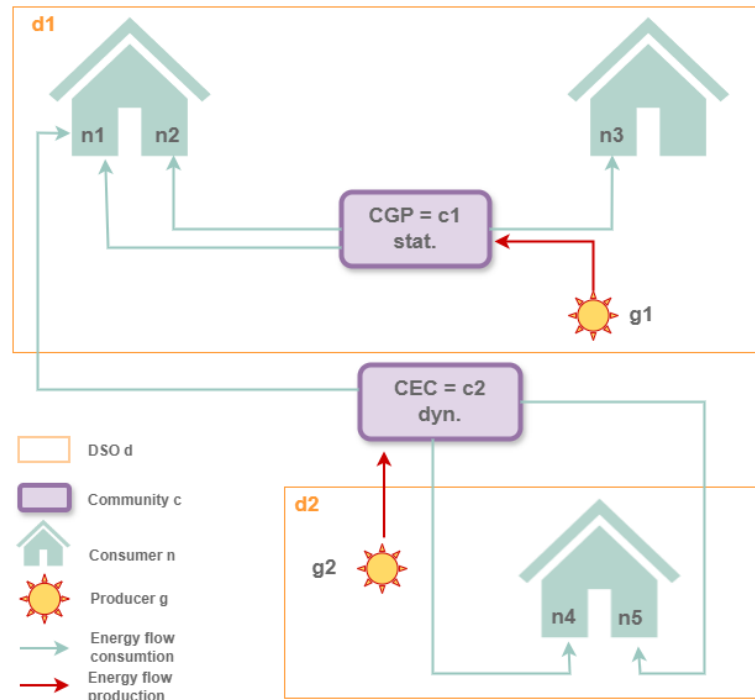 d1
n1
n2
n3
CGP = c1
stat.
g1
CEC = c2
dyn.
DSO d
Community c
Consumer n
Producer g
Energy flow
consumtion
Energy flow
production
d2
g2
n4
n5